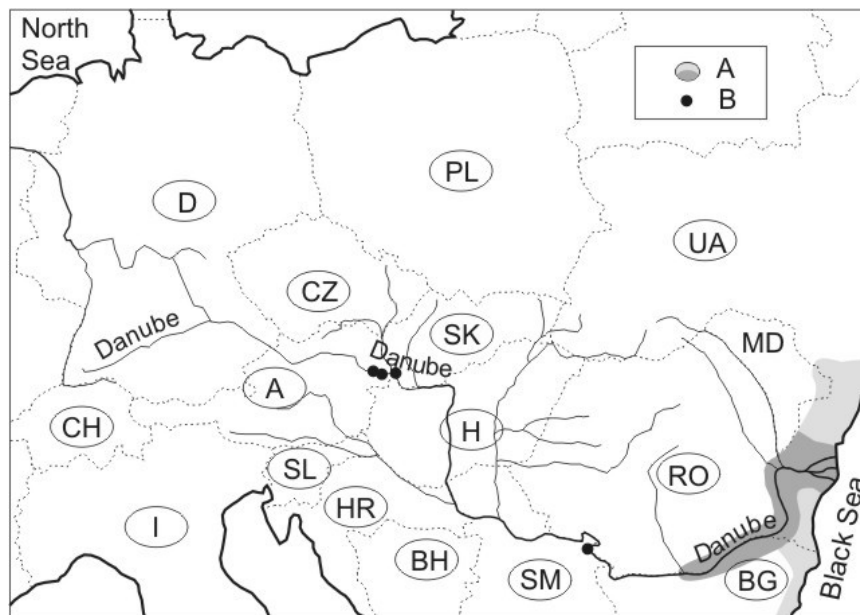 North
Sea
A
B
PL
D
UA
CZ
Danube
SK
MD
Danube
A
CH
H
SL
RO
HR
I
Danube
BH
SM
BG
Black Sea